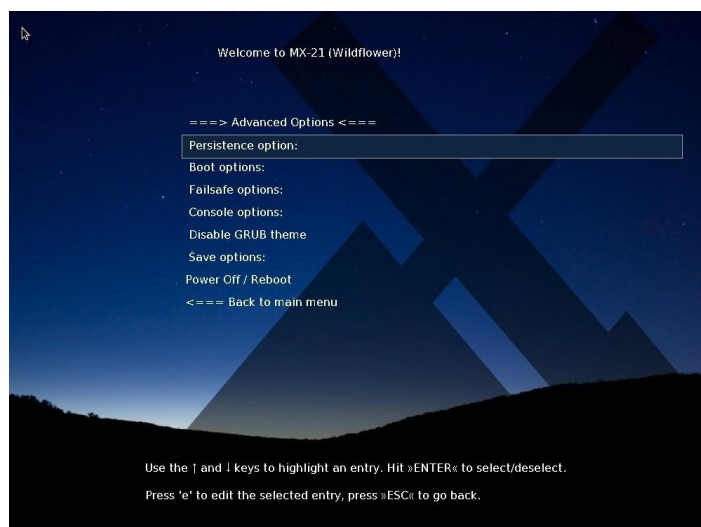 Welcome to MX-21 (Wildflower)!
===> Advanced Options <===
Persistence option:
Boot options:
Failsafe options:
Console options:
Disable GRUB theme
Save options:
Power Off / Reboot
<=== Back to main menu
Use the ↑ and ↓ keys to highlight an entry. Hit »ENTER« to select/deselect.
Press 'e' to edit the selected entry, press »ESC« to go back.